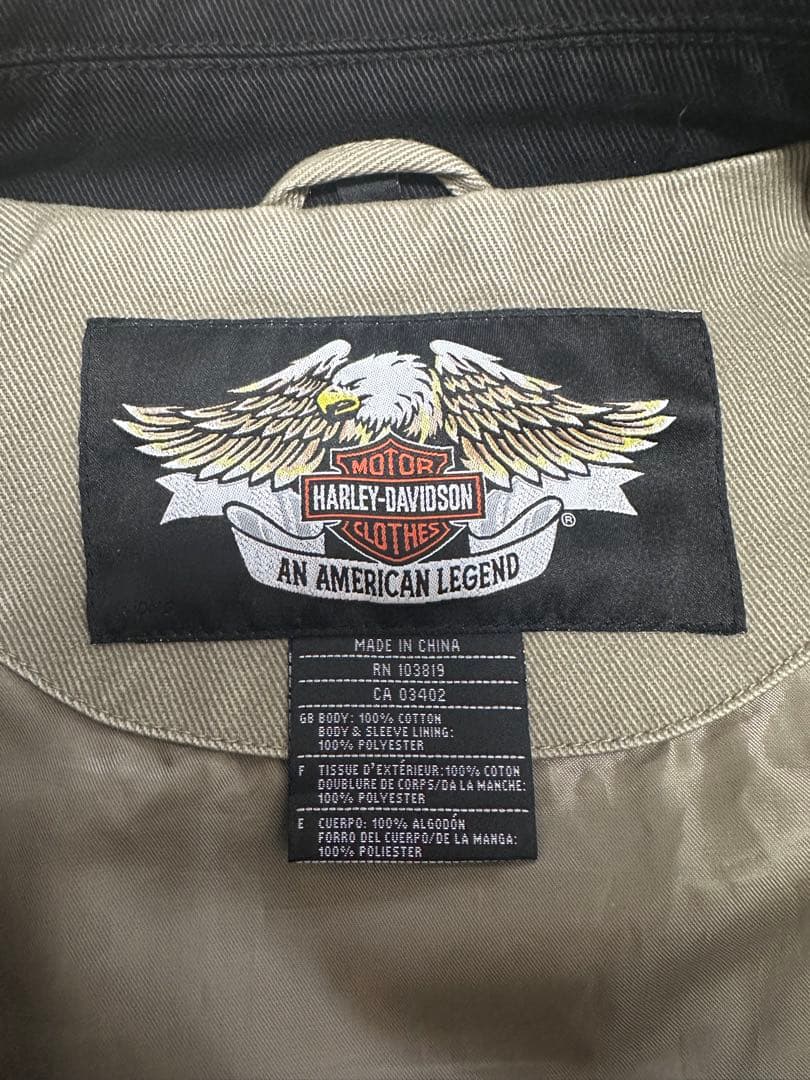 MOTOR
HARLEY-DAVIDSON
CLOTHES
®
AN AMERICAN LEGEND
MADE IN CHINA
RN 103819
CA 03402
GB BODY: 100% COTTON
BODY & SLEEVE LINING:
100% POLYESTER
F TISSUE D'EXTÉRIEUR:100% COTON
DOUBLURE DE CORPS/DA LA MANCHE:
100% POLYESTER
E CUERPO: 100% ALGODÓN
FORRO DEL CUERPO/DE LA MANGA:
100% POLIESTER